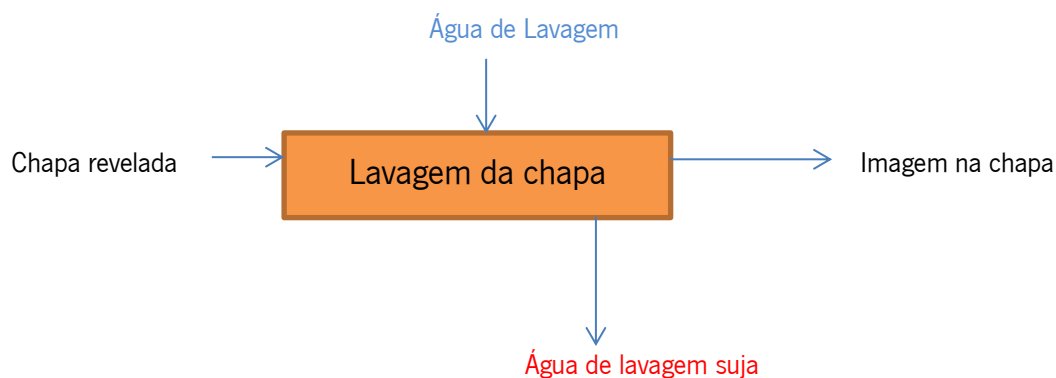 Água de Lavagem
Chapa revelada
Lavagem da chapa
Imagem na chapa
Água de lavagem suja